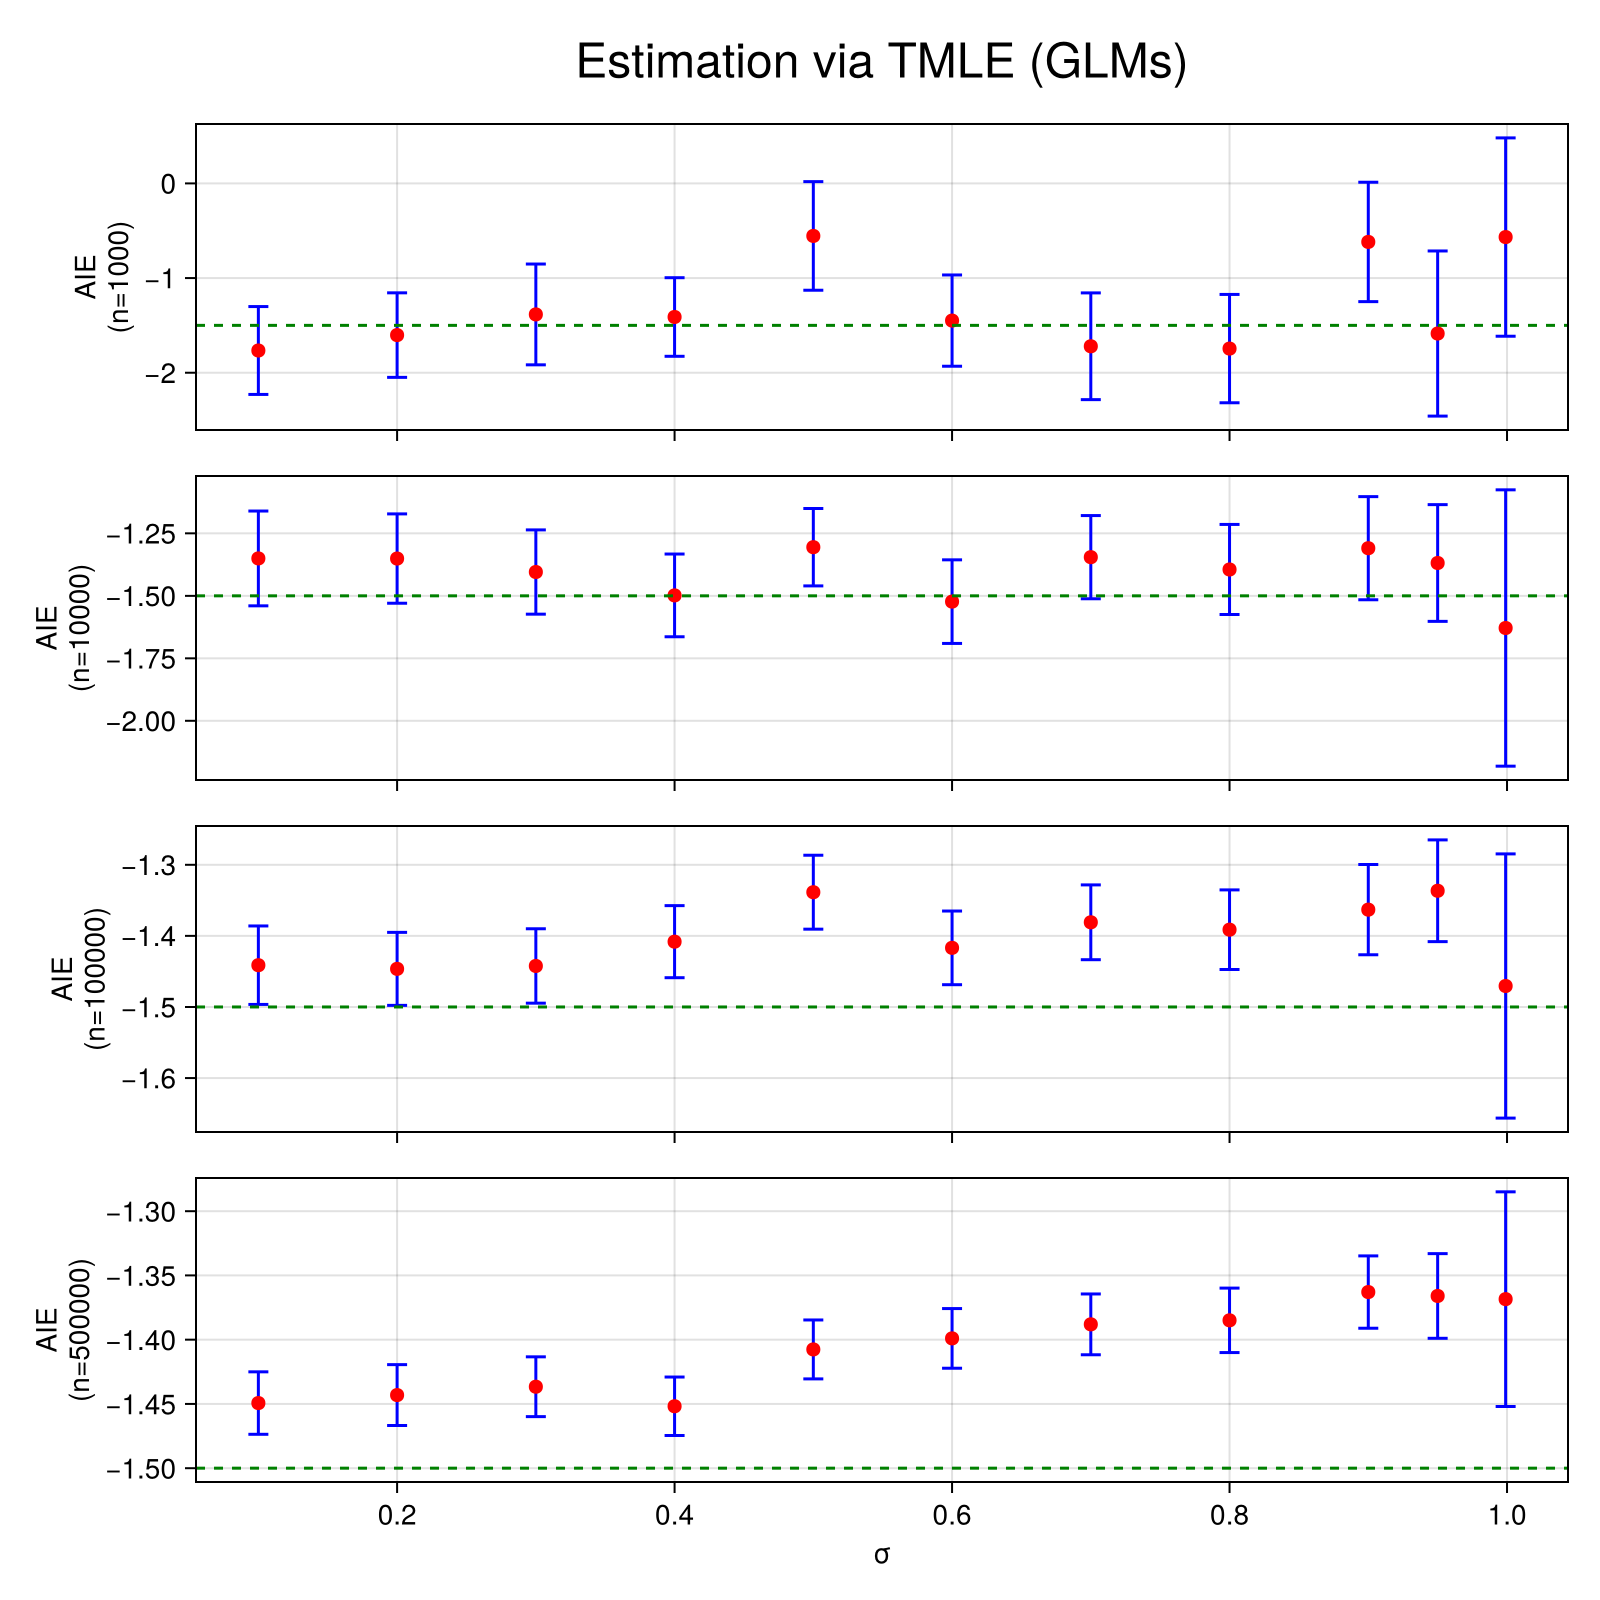 Estimation via TMLE (GLMs)
AIE
(n=1000)
0
−1
−2
AIE
(n=10000)
−1.25
−1.50
−1.75
−2.00
AIE
(n=100000)
−1.3
−1.4
−1.5
−1.6
AIE
(n=500000)
−1.30
−1.35
−1.40
−1.45
−1.50
0.2 0.4 0.6 0.8 1.0
σ